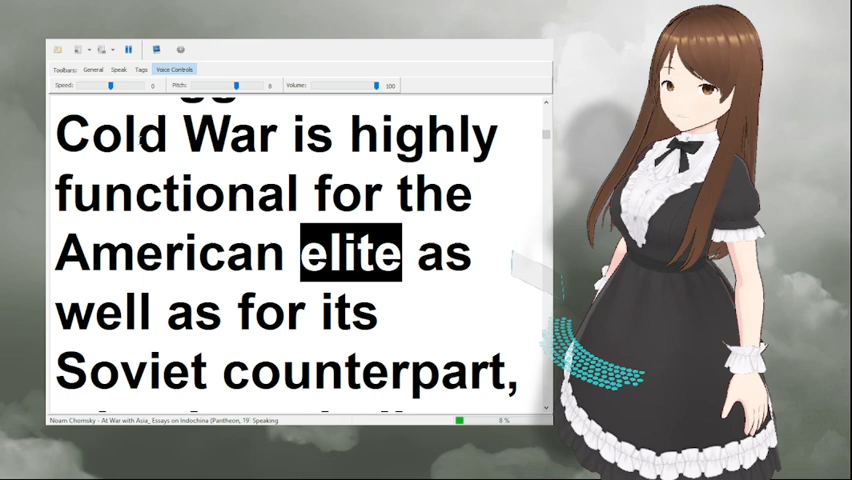 Toolbars: General Speak Tags Voice Controls
Speed: 0 Pitch: 8 Volume: 100
Cold War is highly
functional for the
American elite as
well as for its
Soviet counterpart,
Noam Chomsky - At War with Asia_ Essays on Indochina (Pantheon, 19 Speaking 8 %